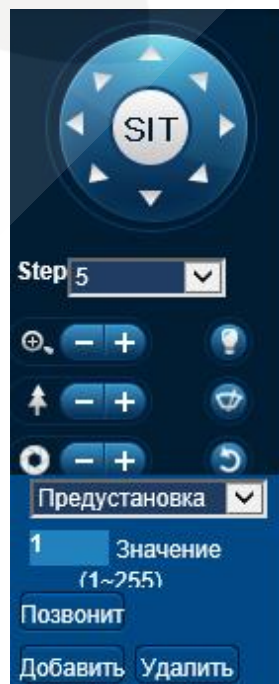 SIT
Step 5
Предустановка
1 Значение
(1~255)
Позвонит
Добавить Удалить